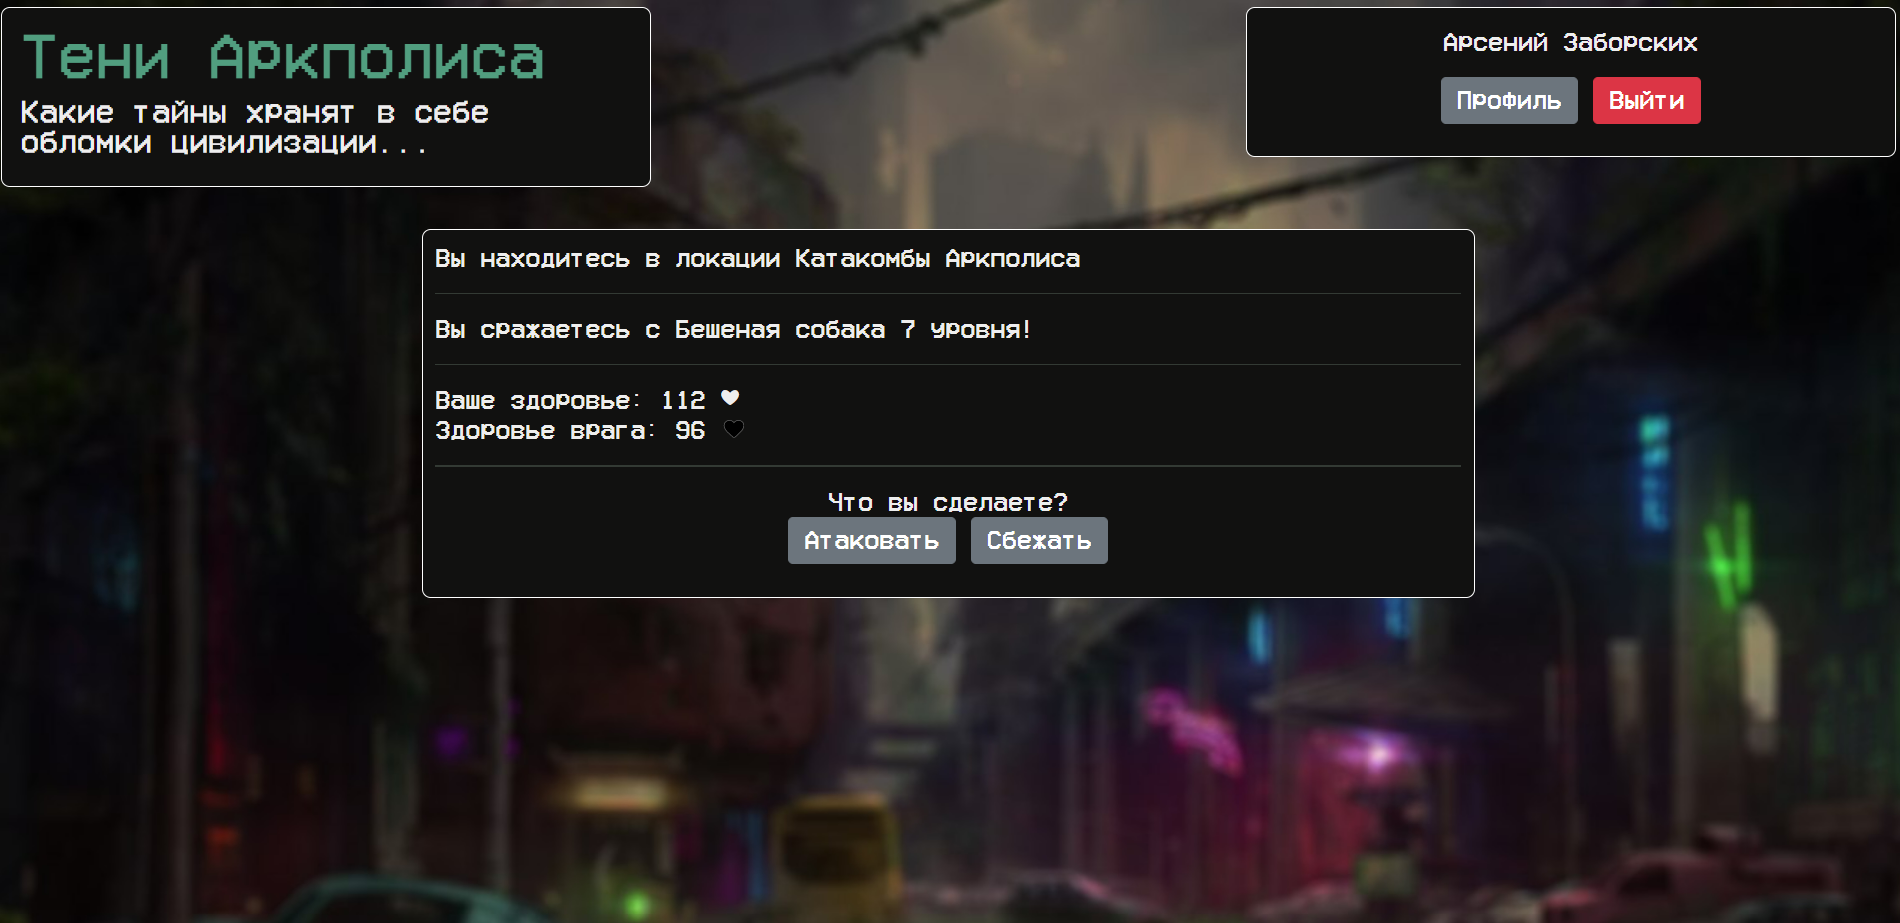 Тени Аркполиса
Какие тайны хранят в себе
обломки цивилизации...
Арсений Заборских
Профиль Выйти
Вы находитесь в локации Катакомбы Аркполиса
Вы сражаетесь с Бешеная собака 7 уровня!
Ваше здоровье: 112
Здоровье врага: 96
Что вы сделаете?
Атаковать Сбежать